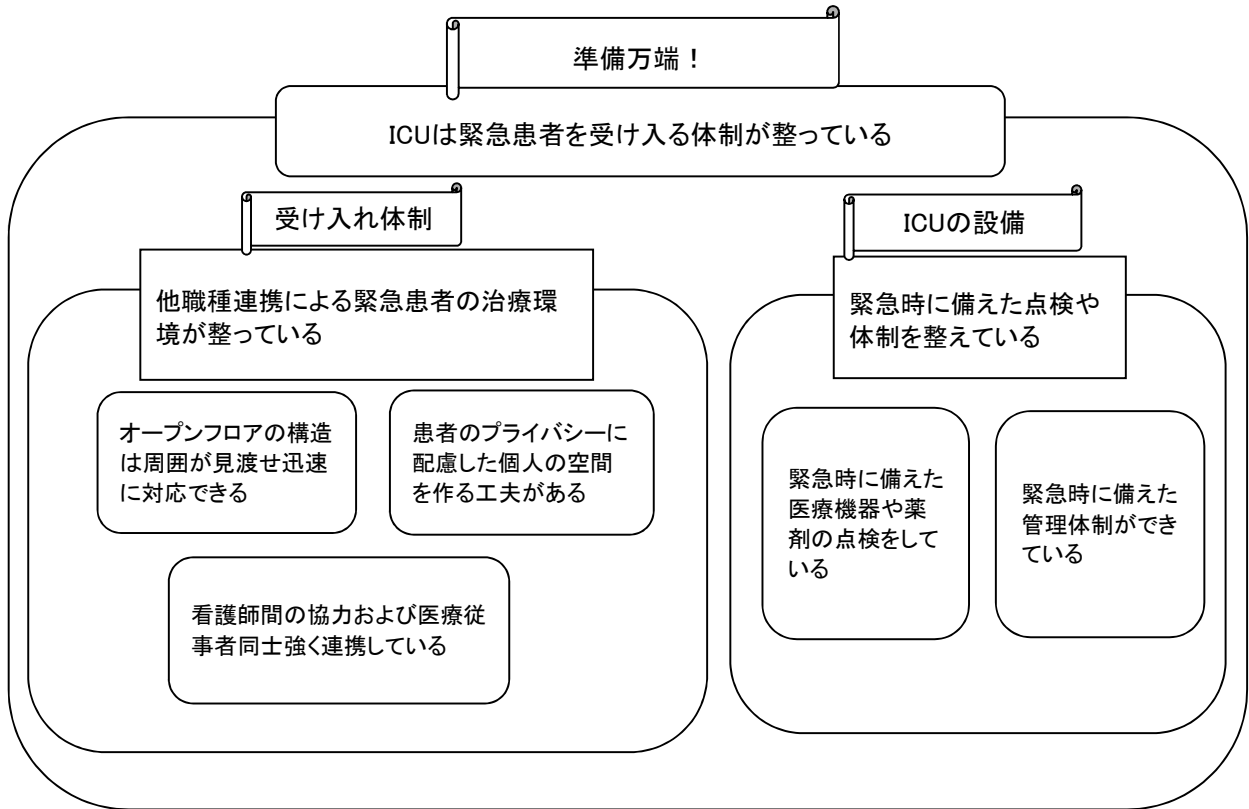 準備万端！
ICUは緊急患者を受け入る体制が整っている
受け入れ体制
他職種連携による緊急患者の治療環
境が整っている
オープンフロアの構造
は周囲が見渡せ迅速
に対応できる
患者のプライバシーに
配慮した個人の空間
を作る工夫がある
看護師間の協力および医療従
事者同士強く連携している
ICUの設備
緊急時に備えた点検や
体制を整えている
緊急時に備えた
医療機器や薬
剤の点検をして
いる
緊急時に備えた
管理体制ができ
ている